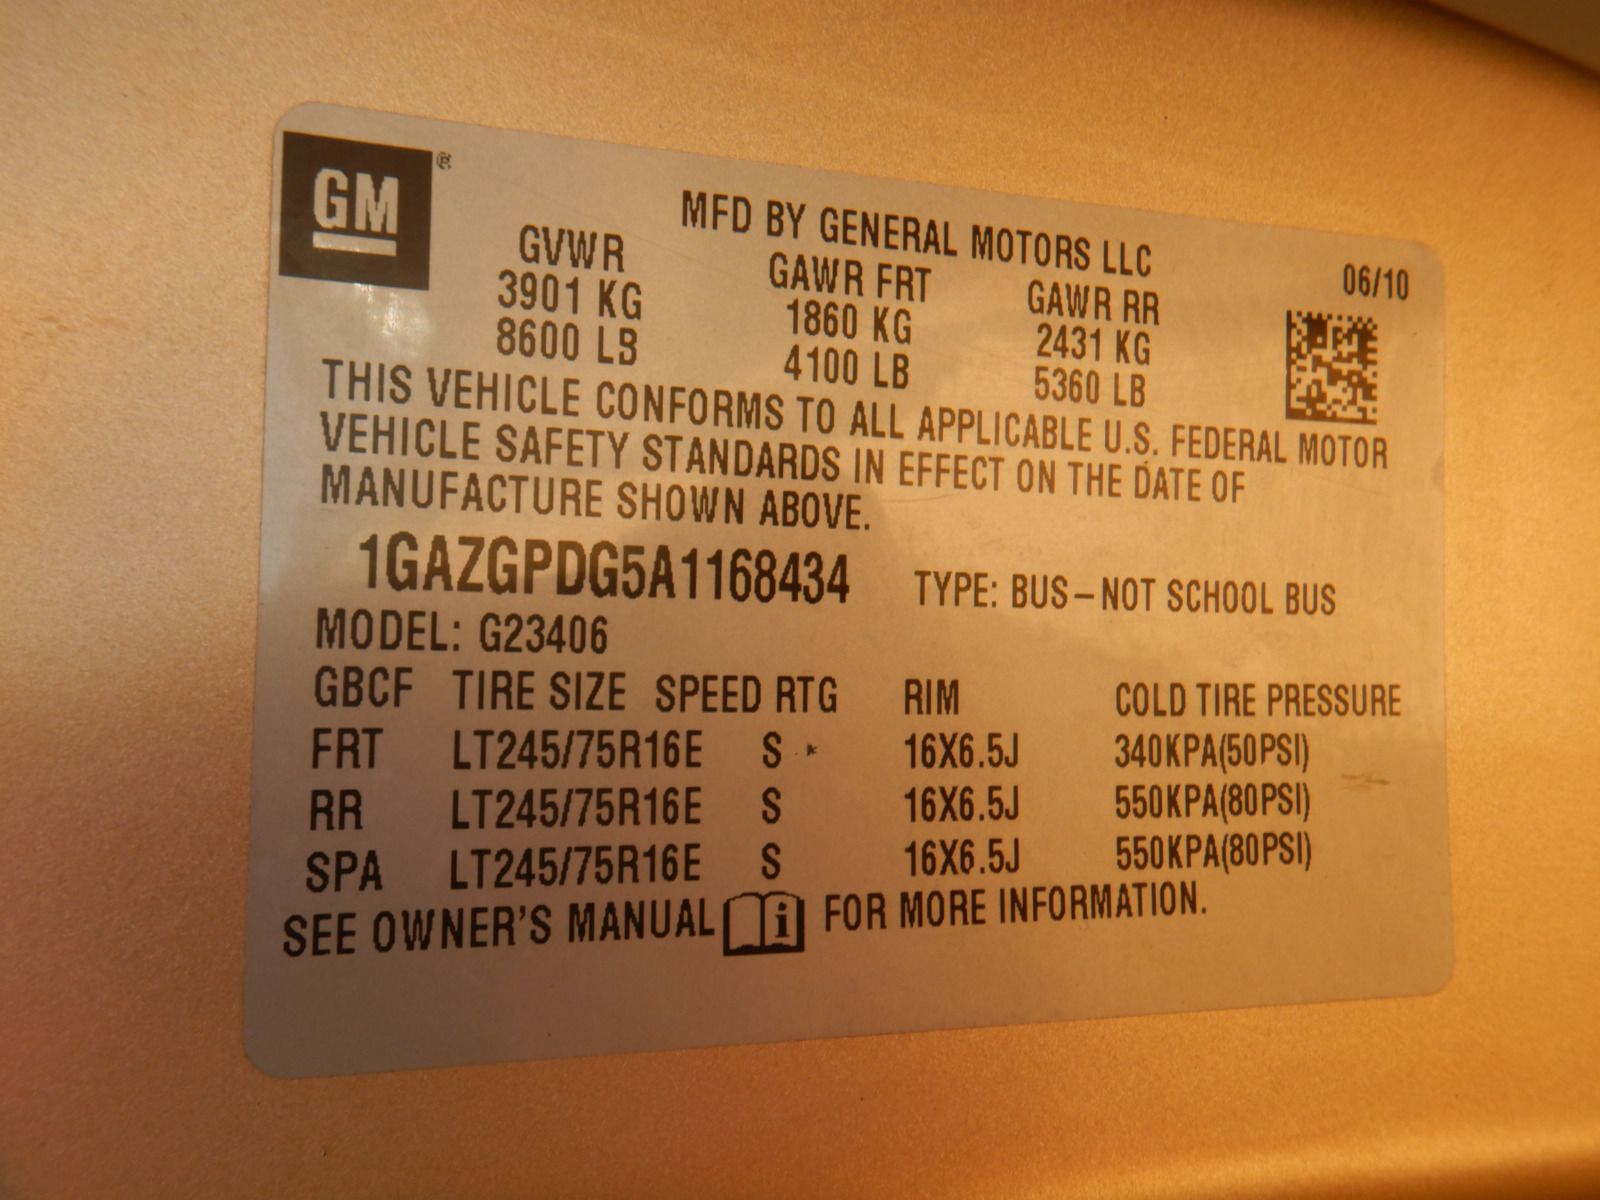 GM®
MFD BY GENERAL MOTORS LLC
GVWR GAWR FRT GAWR RR 06/10
3901 KG 1860 KG 2431 KG
8600 LB 4100 LB 5360 LB
THIS VEHICLE CONFORMS TO ALL APPLICABLE U.S. FEDERAL MOTOR
VEHICLE SAFETY STANDARDS IN EFFECT ON THE DATE OF
MANUFACTURE SHOWN ABOVE.
1GAZGPDG5A1168434 TYPE: BUS – NOT SCHOOL BUS
MODEL: G23406
GBCF TIRE SIZE SPEED RTG RIM COLD TIRE PRESSURE
FRT LT245/75R16E S 16X6.5J 340KPA(50PSI)
RR LT245/75R16E S 16X6.5J 550KPA(80PSI)
SPA LT245/75R16E S 16X6.5J 550KPA(80PSI)
SEE OWNER'S MANUAL i FOR MORE INFORMATION.